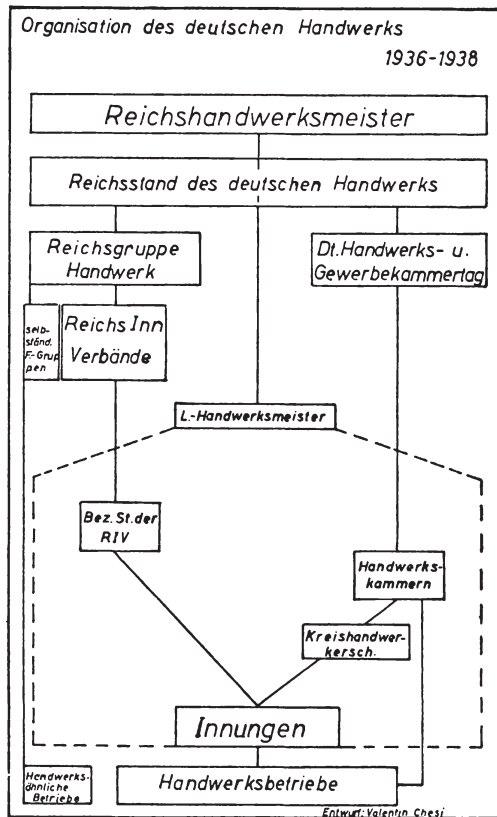 Organisation des deutschen Handwerks
1936-1938
Reichshandwerksmeister
Reichsstand des deutschen Handwerks
Reichsgruppe
Handwerk
Dt. Handwerks- u.
Gewerbekammertag
selb-
ständ.
F.-Grup
pen
ReichsInn
Verbände
L.-Handwerksmeister
Bez. St. der
RIV
Handwerks-
kammern
Kreishandwer-
kersch.
Innungen
Handwerks-
ähnliche
Betriebe
Handwerksbetriebe
Entwurf: Valentin Chesi